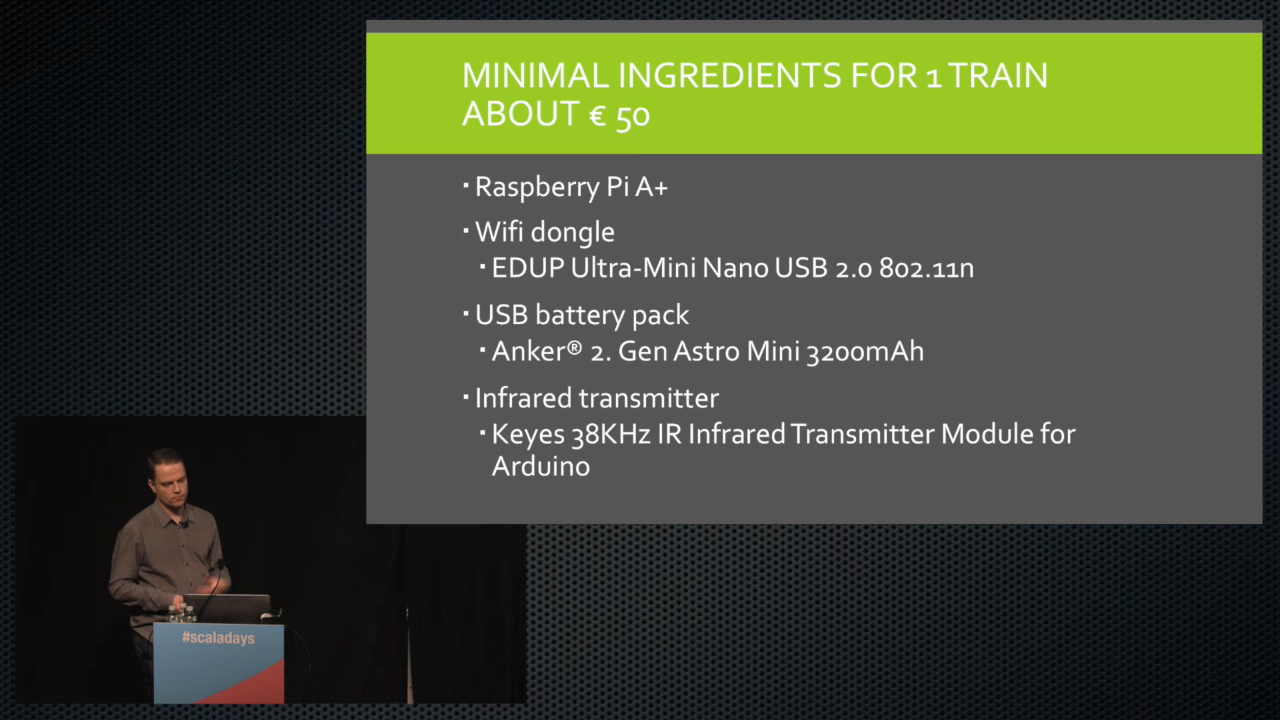 MINIMAL INGREDIENTS FOR 1 TRAIN
ABOUT € 50
▪ Raspberry Pi A+
▪ Wifi dongle
▪ EDUP Ultra-Mini Nano USB 2.0 802.11n
▪ USB battery pack
▪ Anker® 2. Gen Astro Mini 3200mAh
▪ Infrared transmitter
▪ Keyes 38KHz IR Infrared Transmitter Module for
Arduino
#scaladays